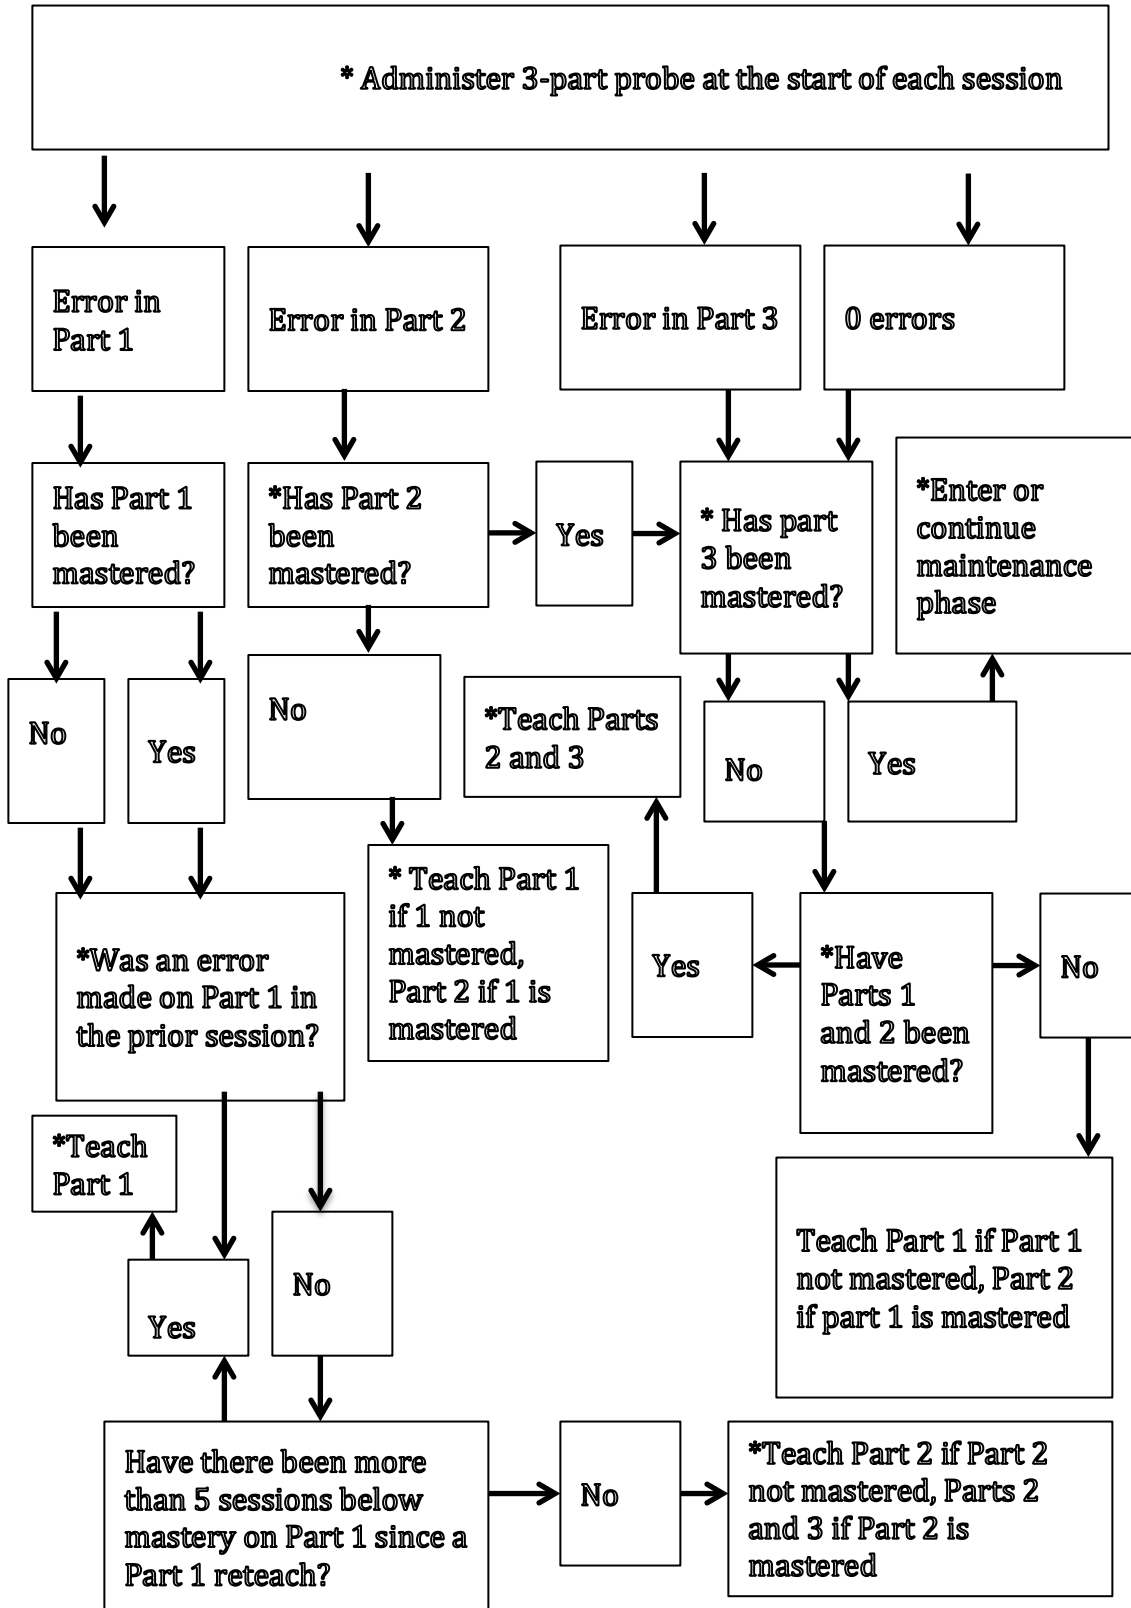 * Administer 3-part probe at the start of each session
Error in
Part 1
Error in Part 2
Error in Part 3
0 errors
Has Part 1
been
mastered?
*Has Part 2
been
mastered?
Yes
* Has part
3 been
mastered?
*Enter or
continue
maintenance
phase
No
Yes
No
*Teach Parts
2 and 3
No
Yes
* Teach Part 1
if 1 not
mastered,
Part 2 if 1 is
mastered
*Was an error
made on Part 1 in
the prior session?
Yes
*Have
Parts 1
and 2 been
mastered?
No
*Teach
Part 1
Yes
No
Teach Part 1 if Part 1
not mastered, Part 2
if part 1 is mastered
Have there been more
than 5 sessions below
mastery on Part 1 since a
Part 1 reteach?
No
*Teach Part 2 if Part 2
not mastered, Parts 2
and 3 if Part 2 is
mastered